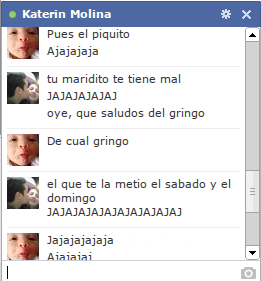 Katerin Molina
Pues el piquito
Ajajajaja
tu maridito te tiene mal
JAJAJAJAJAJ
oye, que saludos del gringo
De cual gringo
el que te la metio el sabado y el
domingo
JAJAJAJAJAJAJAJAJAJAJ
Jajajajajaja
Ajajajaj